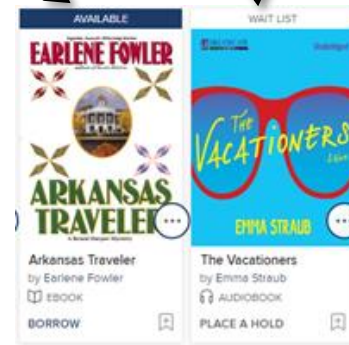 AVAILABLE
EARLENE FOWLER
ARKANSAS
TRAVELER
Arkansas Traveler
by Earlene Fowler
EBOOK
BORROW
WAIT LIST
Unabridged
THE
VACATIONERS
EMMA STRAUB
The Vacationers
by Emma Straub
AUDIOBOOK
PLACE A HOLD